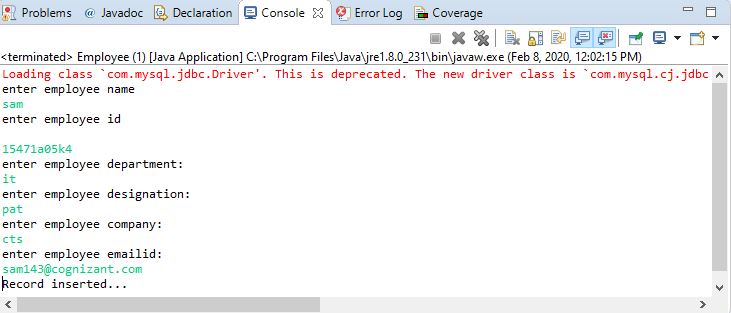 Problems @ Javadoc Declaration Console Error Log Coverage
<terminated> Employee (1) [Java Application] C:\Program Files\Java\jre1.8.0_231\bin\javaw.exe (Feb 8, 2020, 12:02:15 PM)
Loading class `com.mysql.jdbc.Driver'. This is deprecated. The new driver class is `com.mysql.cj.jdbc
enter employee name
sam
enter employee id
15471a05k4
enter employee department:
it
enter employee designation:
pat
enter employee company:
cts
enter employee emailid:
sam143@cognizant.com
Record inserted...